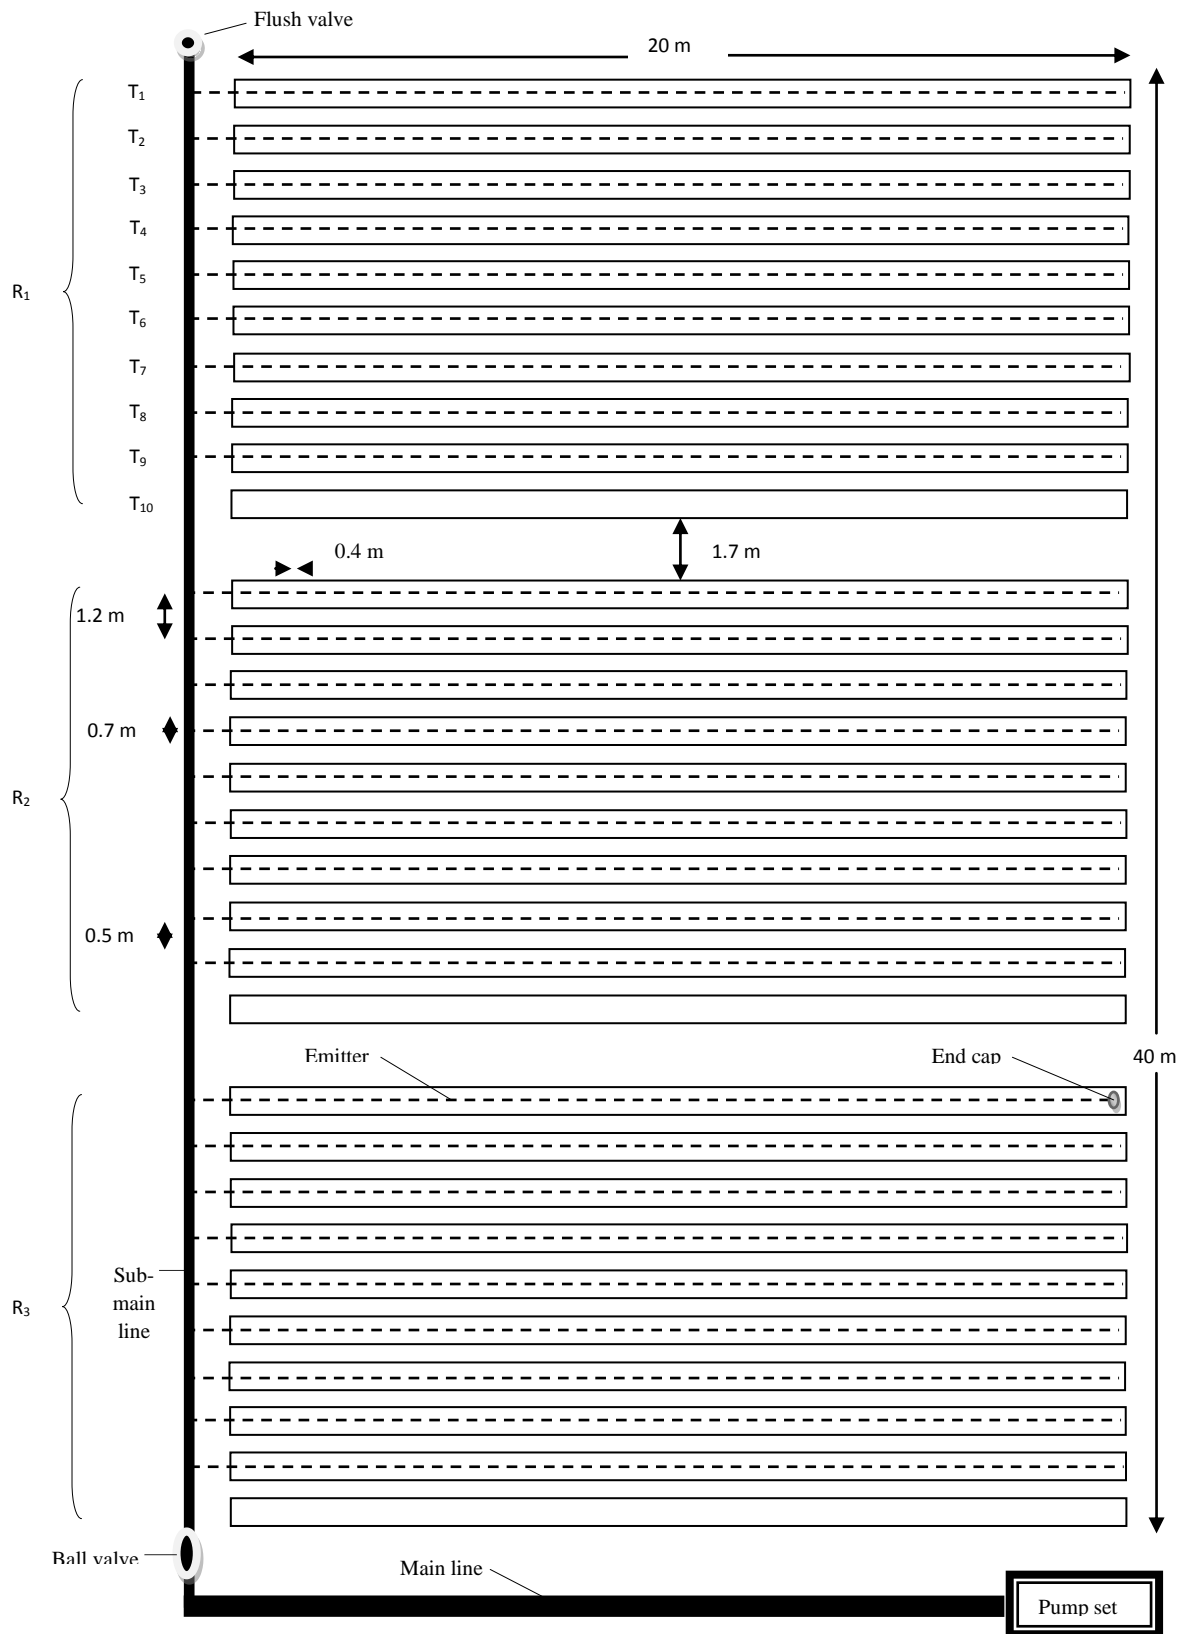 Flush valve
20 m
T1
T2
T3
T4
T5
R1
T6
T7
T8
T9
T10
0.4 m
1.7 m
1.2 m
0.7 m
R2
0.5 m
Emitter
End cap
40 m
Sub-
main
line
R3
Ball valve
Main line
Pump set